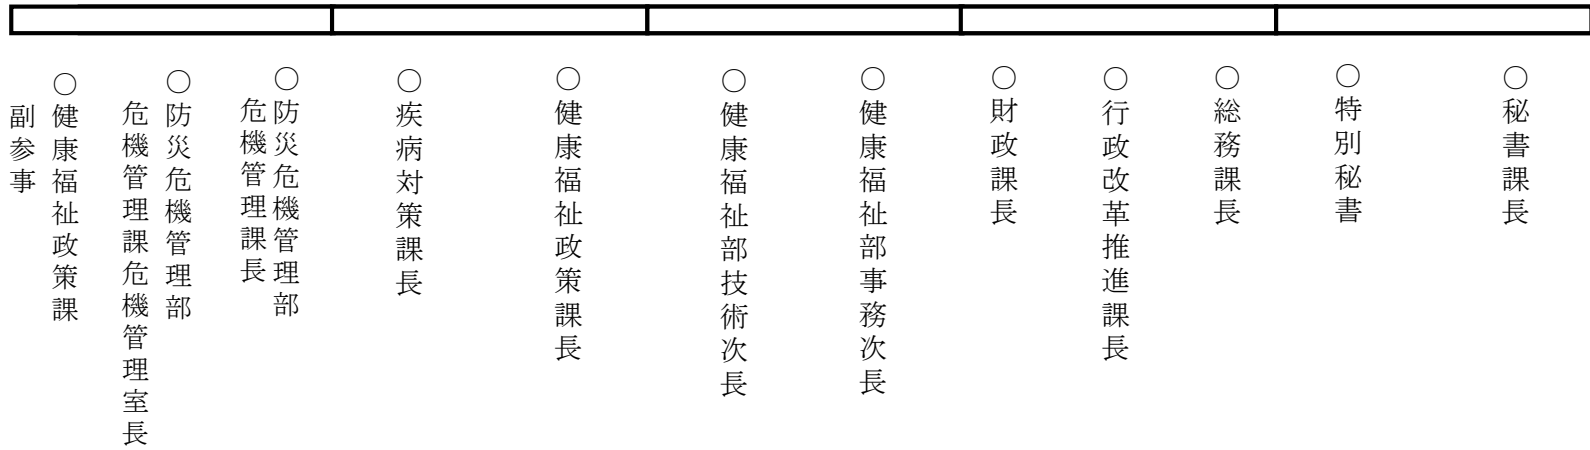 ○秘書課長
○特別秘書
○総務課長
○行政改革推進課長
○財政課長
○健康福祉部事務次長
○健康福祉部技術次長
○健康福祉政策課長
○疾病対策課長
○防災危機管理部
危機管理課長
○防災危機管理部
危機管理課危機管理室長
○健康福祉政策課
副参事